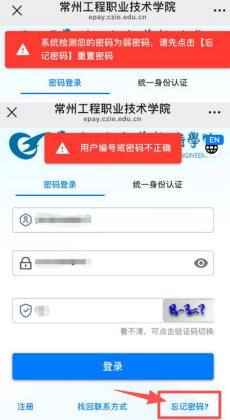 常州工程职业技术学院
epay.czie.edu.cn
系统检测您的密码为弱密码，请先点击【忘
记密码】重置密码
密码登录
统一身份认证
常州工程职业技术学院
epay.czie.edu.cn
用户编号或密码不正确
EN
密码登录
统一身份认证
看不清，可点击验证码切换
登录
注册
找回联系方式
忘记密码?